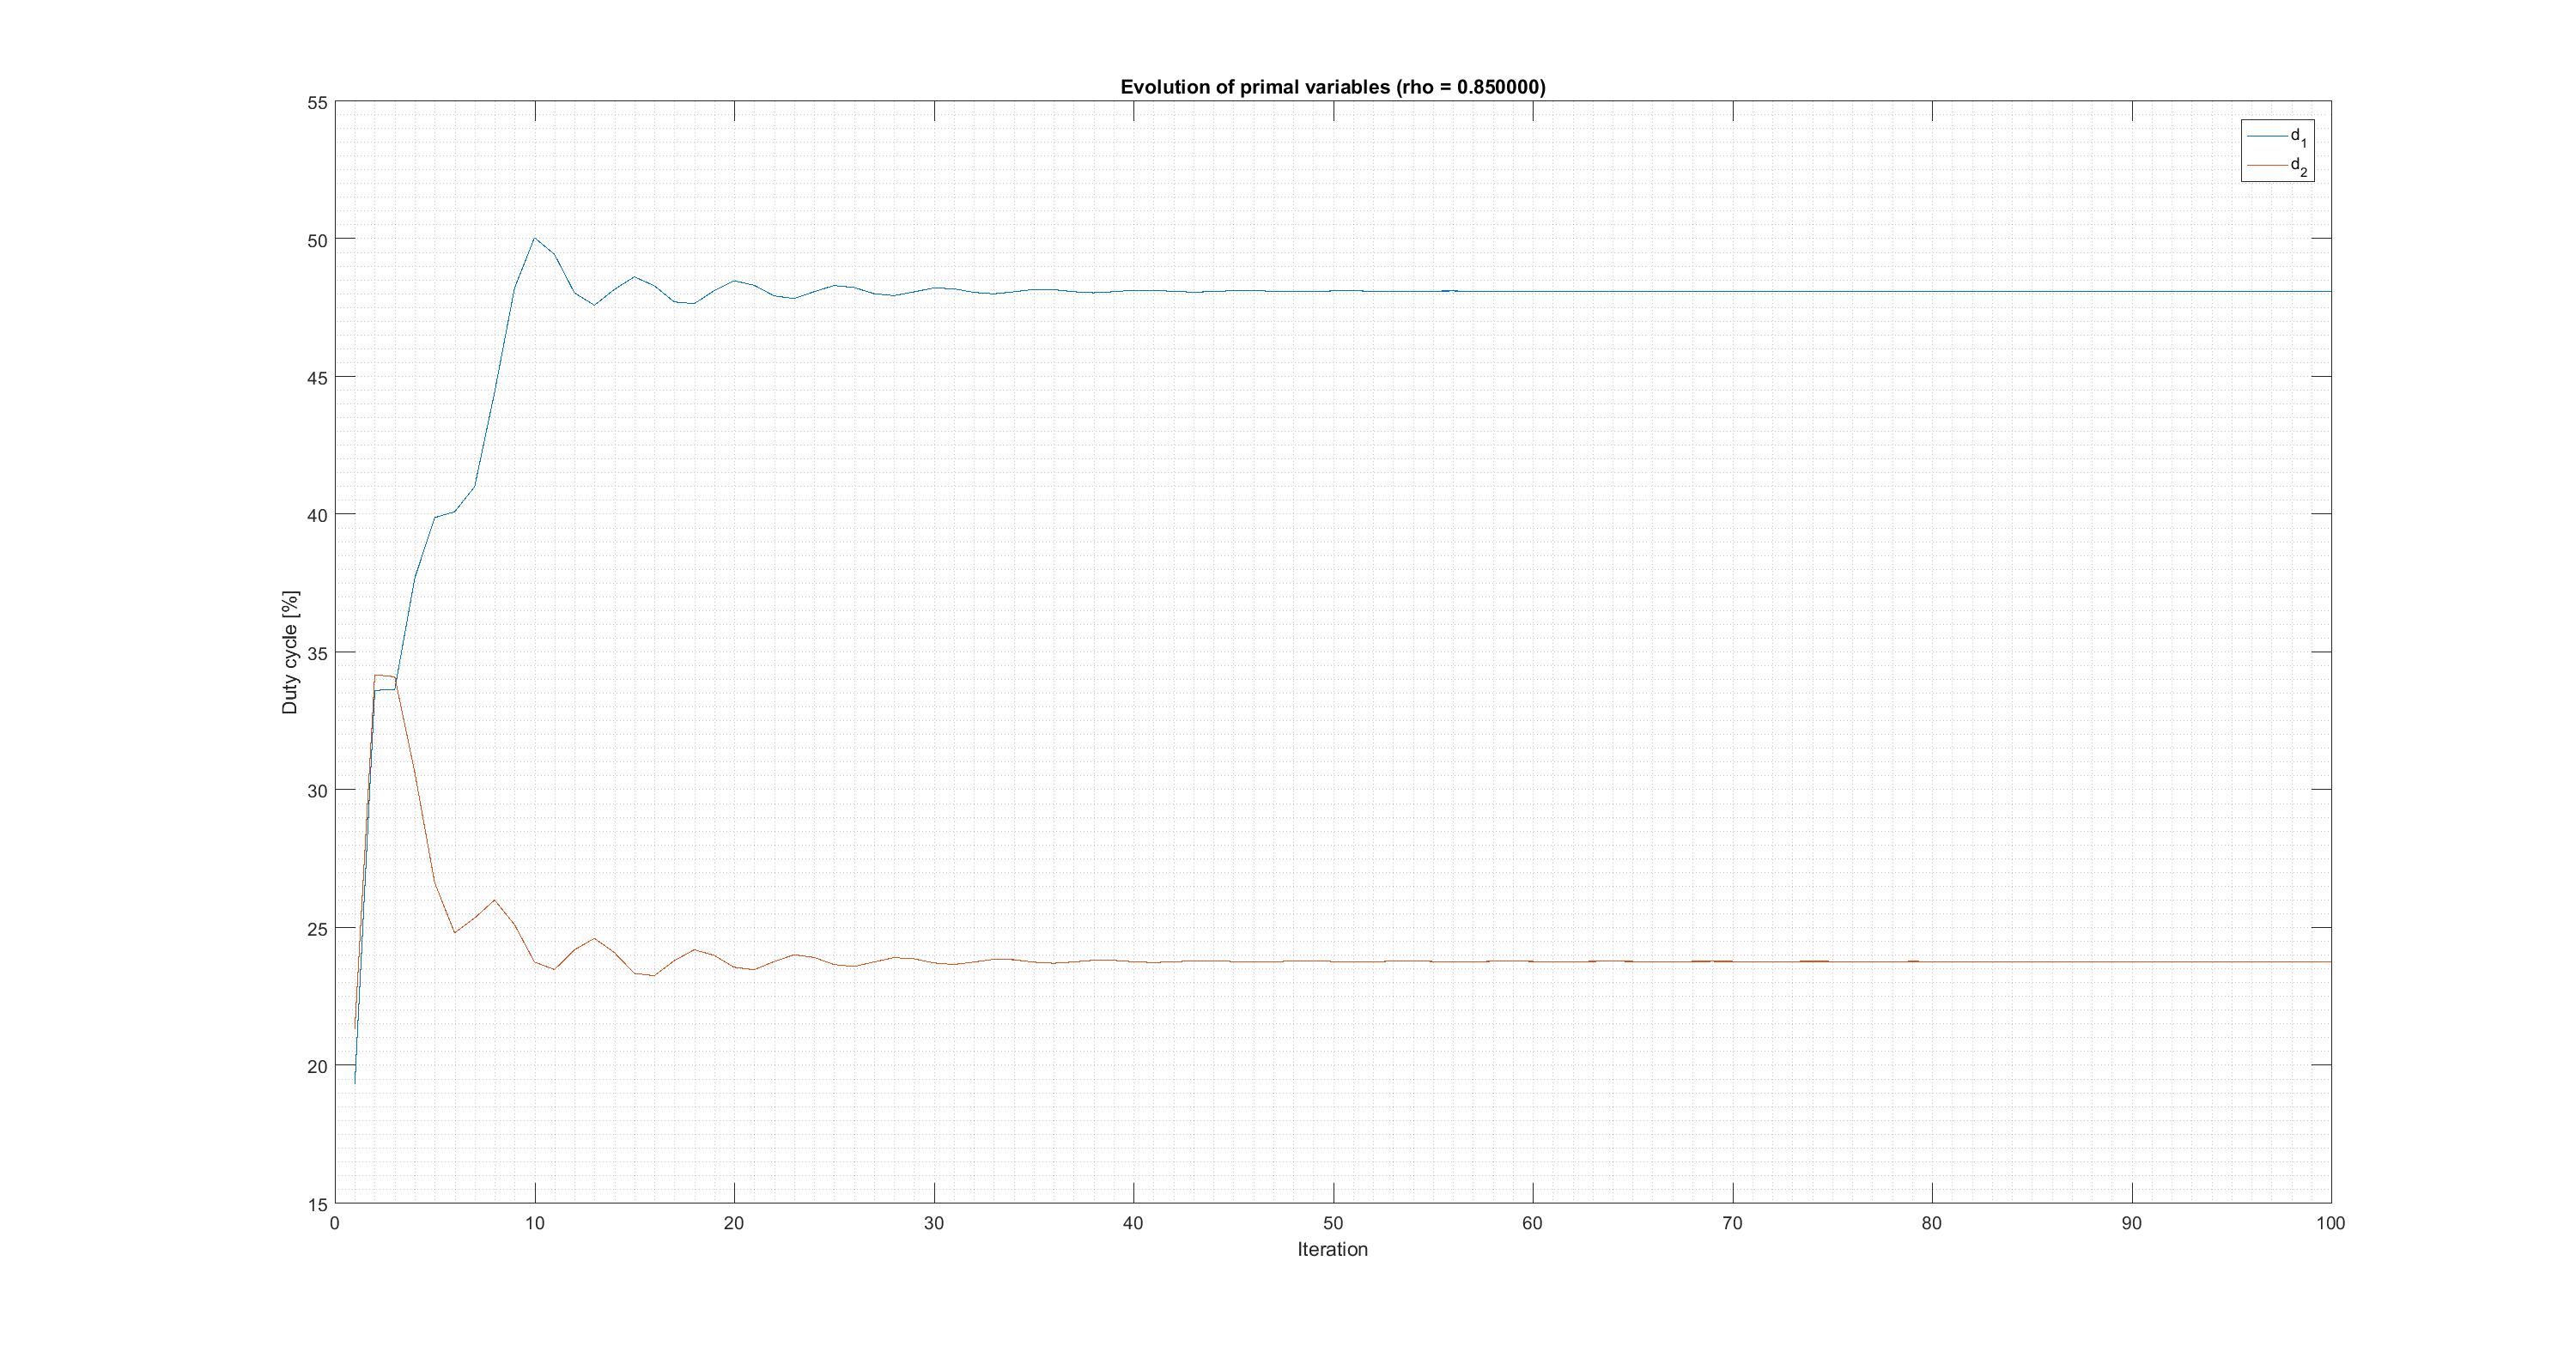 Evolution of primal variables (rho = 0.850000)
55
50
45
40
35
30
25
20
15
Duty cycle [%]
d1
d2
0 10 20 30 40 50 60 70 80 90 100
Iteration